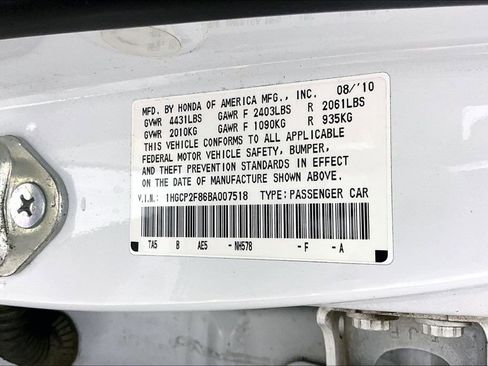 MFD. BY HONDA OF AMERICA MFG., INC. 08/'10
GVWR 4431LBS GAWR F 2403LBS R 2061LBS
GVWR 2010KG GAWR F 1090KG R 935KG
THIS VEHICLE CONFORMS TO ALL APPLICABLE
FEDERAL MOTOR VEHICLE SAFETY, BUMPER,
AND THEFT PREVENTION STANDARDS IN EFFECT
ON THE DATE OF MANUFACTURE SHOWN ABOVE.
V.I.N.: 1HGCP2F86BA007518 TYPE: PASSENGER CAR
TA5 B AE5 -NH578 -F -A